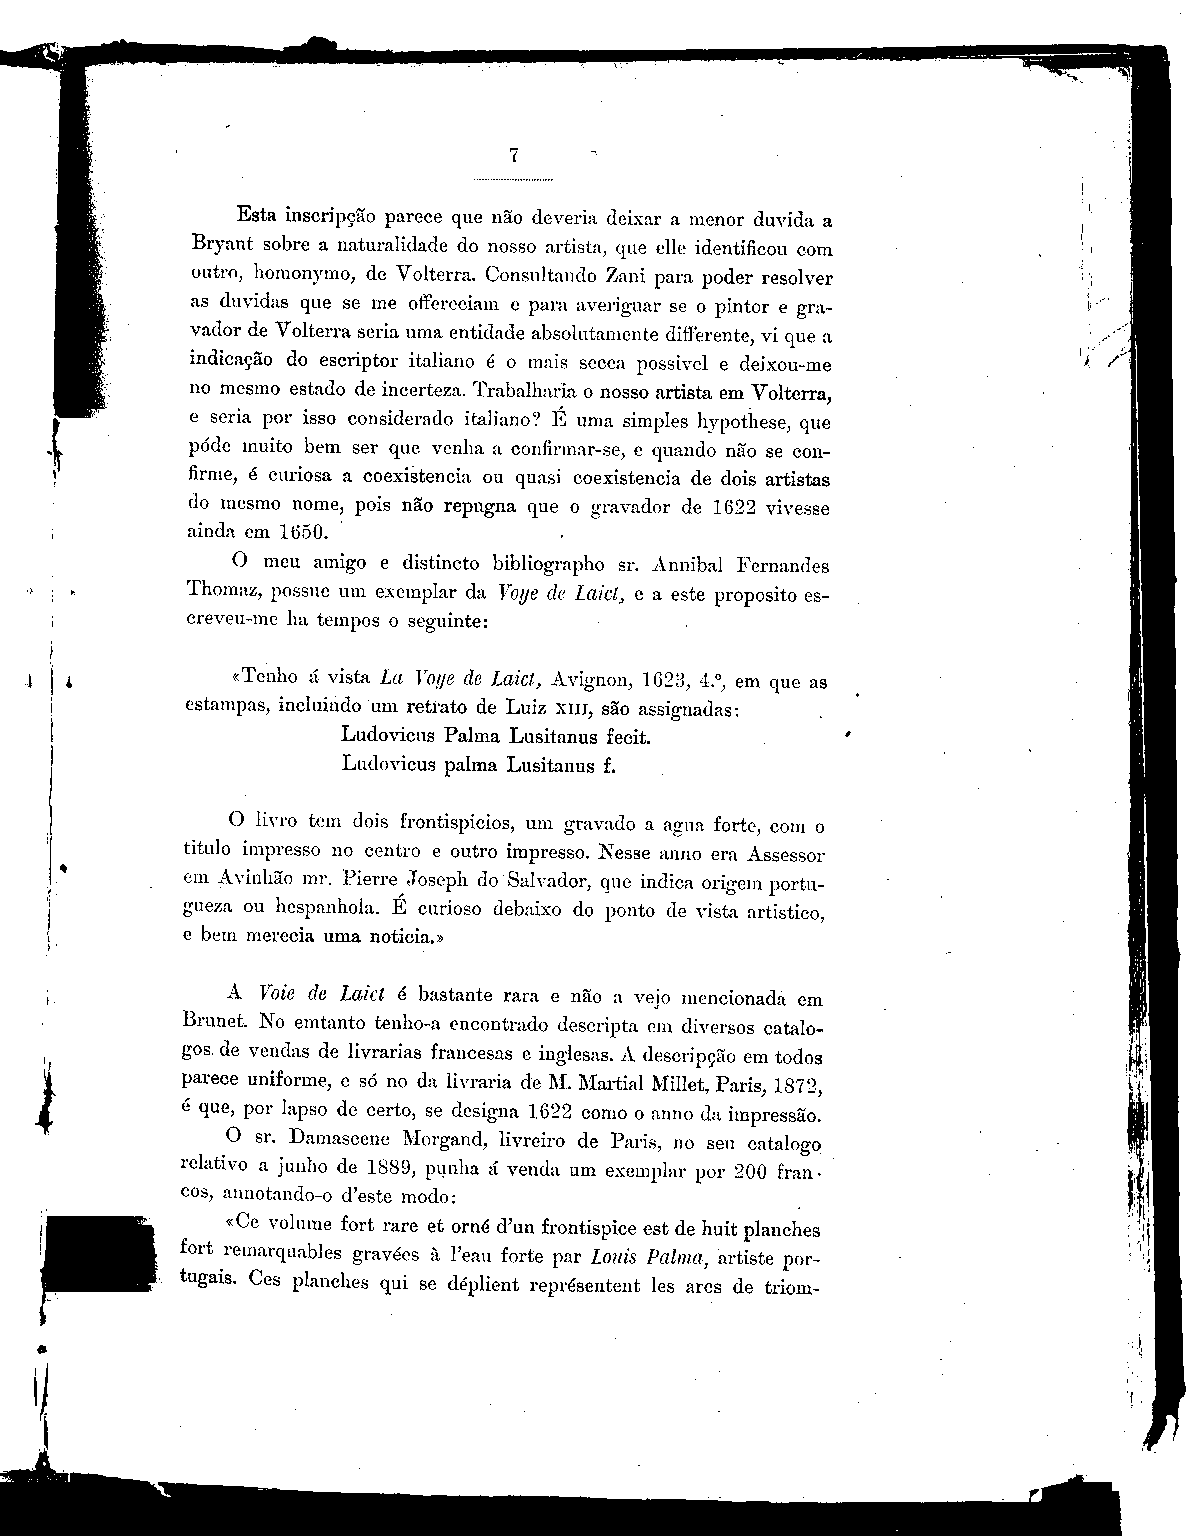 7
Esta inscripção parece que não deveria deixar a menor duvida a
Bryant sobre a naturalidade do nosso artista, que elle identificou com
outro, homonymo, de Volterra. Consultando Zani para poder resolver
as duvidas que se me offereciam e para averiguar se o pintor e gra-
vador de Volterra seria uma entidade absolutamente differente, vi que a
indicação do escriptor italiano é o mais secca possivel e deixou-me
no mesmo estado de incerteza. Trabalharia o nosso artista em Volterra,
e seria por isso considerado italiano? É uma simples hypothese, que
póde muito bem ser que venha a confirmar-se, e quando não se con-
firme, é curiosa a coexistencia ou quasi coexistencia de dois artistas
do mesmo nome, pois não repugna que o gravador de 1622 vivesse
ainda em 1650.
O meu amigo e distincto bibliographo sr. Annibal Fernandes
Thomaz, possue um exemplar da Voye de Laict, e a este proposito es-
creveu-me ha tempos o seguinte:
«Tenho á vista La Voye de Laict, Avignon, 1623, 4.º, em que as
estampas, incluindo um retrato de Luiz XIII, são assignadas:
Ludovicus Palma Lusitanus fecit.
Ludovicus palma Lusitanus f.
O livro tem dois frontispicios, um gravado a agua forte, com o
titulo impresso no centro e outro impresso. Nesse anno era Assessor
em Avinhão mr. Pierre Joseph do Salvador, que indica origem portu-
gueza ou hespanhola. É curioso debaixo do ponto de vista artistico,
e bem merecia uma noticia.»
A Voie de Laict é bastante rara e não a vejo mencionada em
Brunet. No emtanto tenho-a encontrado descripta em diversos catalo-
gos de vendas de livrarias francesas e inglesas. A descripção em todos
parece uniforme, e só no da livraria de M. Martial Millet, Paris, 1872,
é que, por lapso de certo, se designa 1622 como o anno da impressão.
O sr. Damascene Morgand, livreiro de Paris, no seu catalogo
relativo a junho de 1889, punha á venda um exemplar por 200 fran-
cos, annotando-o d'este modo:
«Ce volume fort rare et orné d'un frontispice est de huit planches
fort remarquables gravées à l'eau forte par Louis Palma, artiste por-
tugais. Ces planches qui se déplient représentent les arcs de triom-